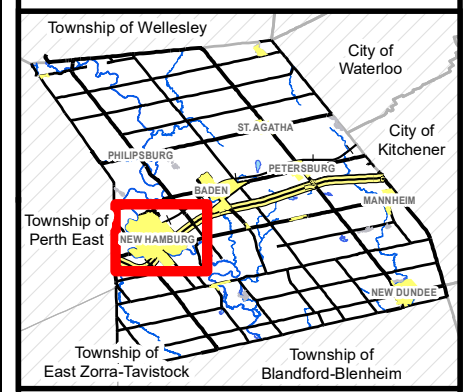 Township of Wellesley
City of
Waterloo
ST. AGATHA
City of
Kitchener
PHILIPSBURG
PETERSBURG
BADEN
MANNHEIM
Township of
Perth East
NEW HAMBURG
NEW DUNDEE
Township of
East Zorra-Tavistock
Township of
Blandford-Blenheim